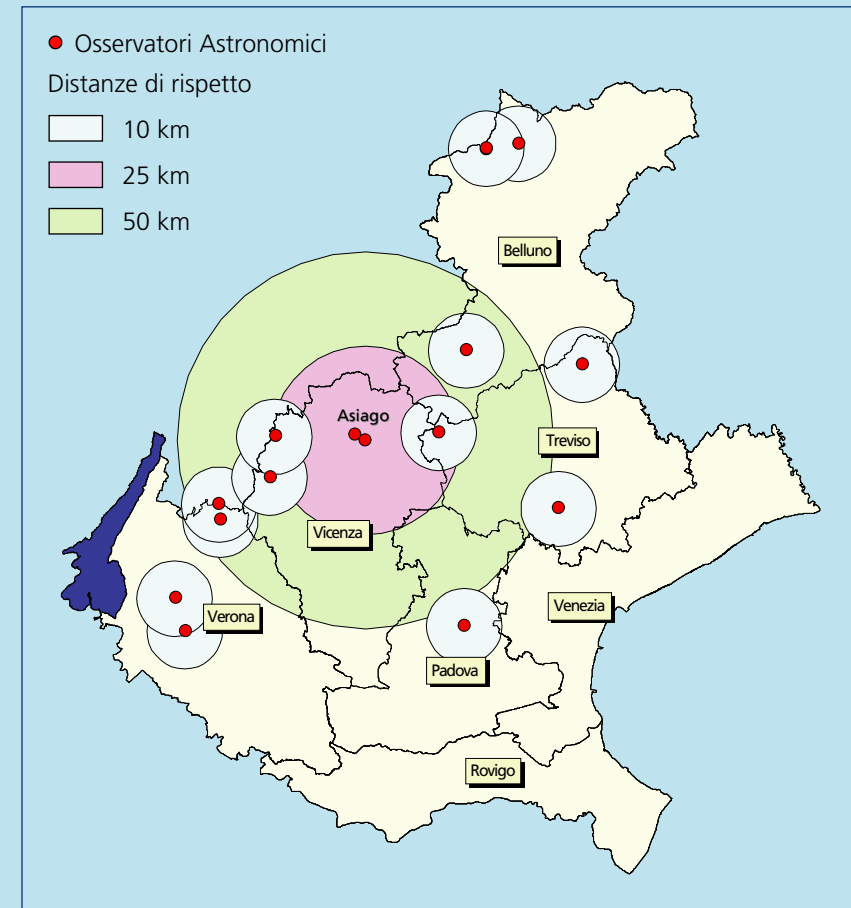 Osservatori Astronomici
Distanze di rispetto
10 km
25 km
50 km
Belluno
Asiago
Treviso
Vicenza
Venezia
Verona
Padova
Rovigo